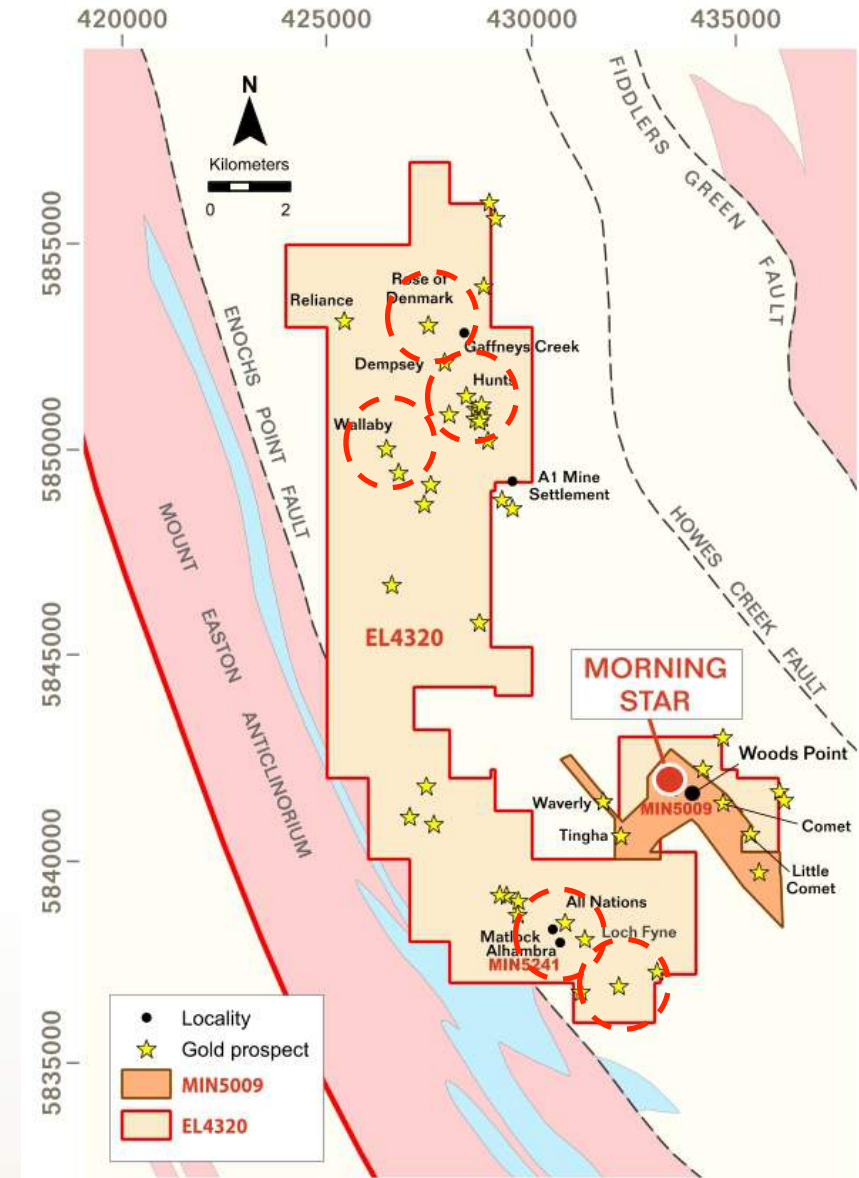 420000
425000
430000
435000
5855000
5850000
5845000
5840000
5835000
N
Kilometers
0 2
FIDDLERS GREEN FAULT
ENOCHS POINT FAULT
HOWES CREEK FAULT
MOUNT EASTON ANTICLINORIUM
Rose of
Denmark
Reliance
Gaffneys Creek
Dempsey
Hunts
Wallaby
A1 Mine
Settlement
EL4320
MORNING
STAR
Woods Point
Waverly
MIN5009
Tingha
Comet
Little
Comet
All Nations
Matlock
Loch Fyne
Alhambra
MIN5241
Locality
Gold prospect
MIN5009
EL4320